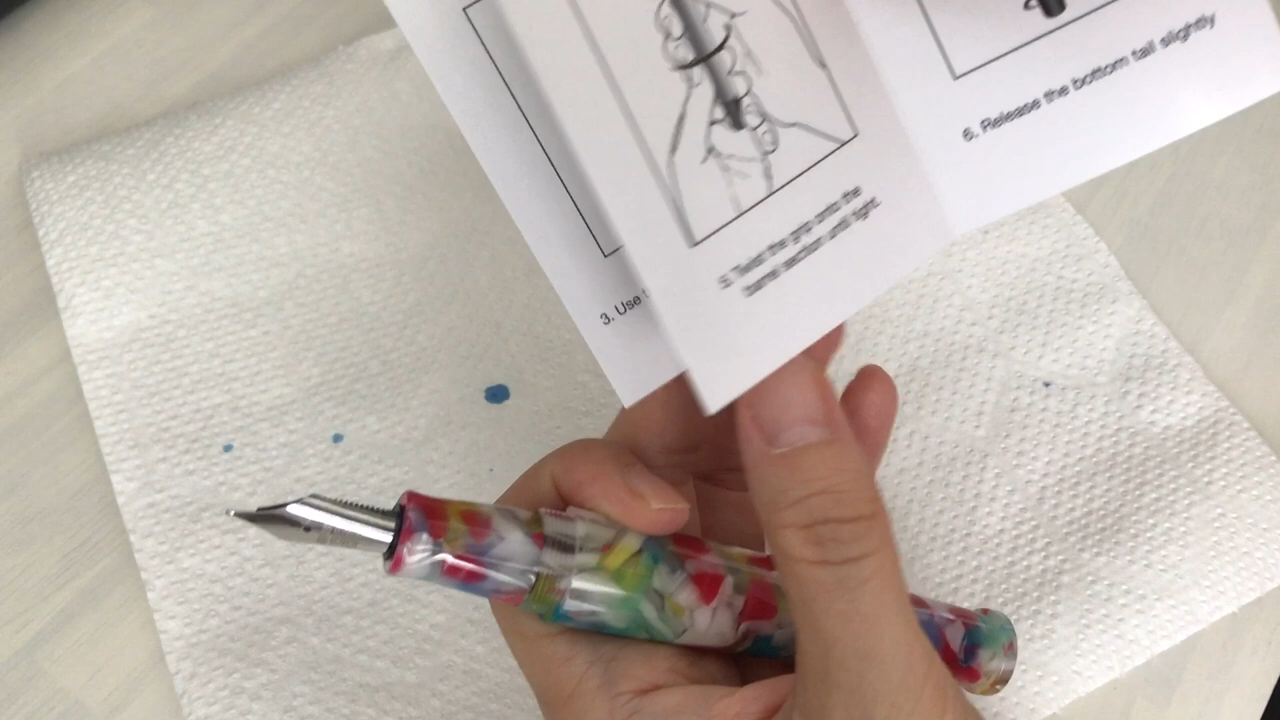 3. Use t
5. Twist the grip onto the
barrel section until tight.
6. Release the bottom tail slightly